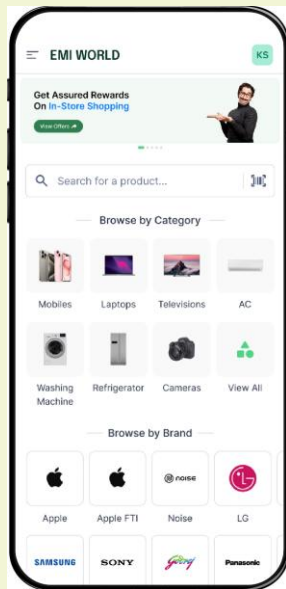 EMI WORLD
KS
Get Assured Rewards
On In-Store Shopping
View Offers
Search for a product...
Browse by Category
Mobiles
Laptops
Televisions
AC
Washing
Machine
Refrigerator
Cameras
View All
Browse by Brand
noise
LG
Apple
Apple FTI
Noise
LG
SAMSUNG
SONY
Godrej
Panasonic